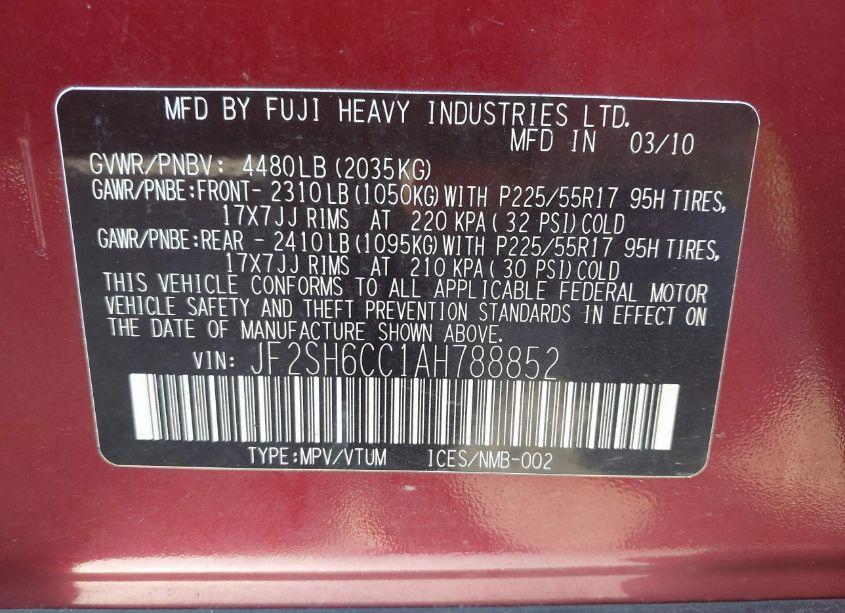 MFD BY FUJI HEAVY INDUSTRIES LTD.
MFD IN 03/10
GVWR/PNBV: 4480LB (2035KG)
GAWR/PNBE:FRONT- 2310LB (1050KG) WITH P225/55R17 95H TIRES,
17X7JJ RIMS AT 220 KPA ( 32 PSI) COLD
GAWR/PNBE:REAR - 2410LB (1095KG) WITH P225/55R17 95H TIRES,
17X7JJ RIMS AT 210 KPA ( 30 PSI) COLD
THIS VEHICLE CONFORMS TO ALL APPLICABLE FEDERAL MOTOR
VEHICLE SAFETY AND THEFT PREVENTION STANDARDS IN EFFECT ON
THE DATE OF MANUFACTURE SHOWN ABOVE.
VIN: JF2SH6CC1AH788852
TYPE:MPV/VTUM ICES/NMB-002